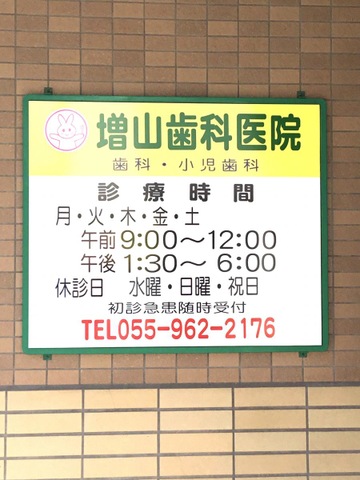 増山歯科医院
歯科・小児歯科
診療時間
月・火・木・金・土
午前 9:00～12:00
午後 1:30～ 6:00
休診日 水曜・日曜・祝日
初診急患随時受付
TEL055-962-2176